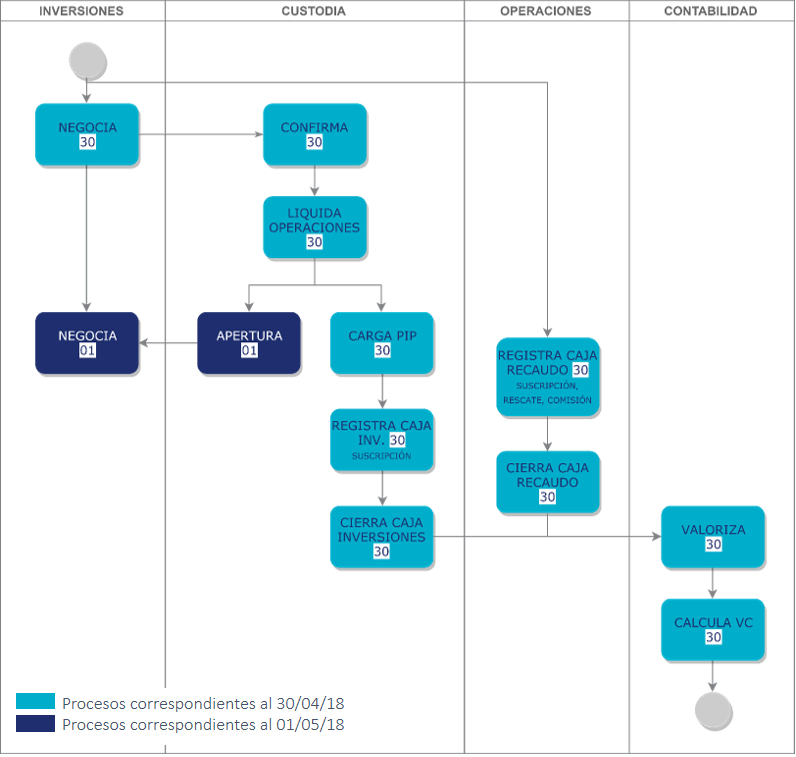 INVERSIONES
CUSTODIA
OPERACIONES
CONTABILIDAD
NEGOCIA
30
CONFIRMA
30
LIQUIDA
OPERACIONES
30
NEGOCIA
01
APERTURA
01
CARGA PIP
30
REGISTRA CAJA
RECAUDO 30
SUSCRIPCIÓN,
RESCATE, COMISIÓN
REGISTRA CAJA
INV. 30
SUSCRIPCIÓN
CIERRA CAJA
RECAUDO
30
CIERRA CAJA
INVERSIONES
30
VALORIZA
30
CALCULA VC
30
Procesos correspondientes al 30/04/18
Procesos correspondientes al 01/05/18